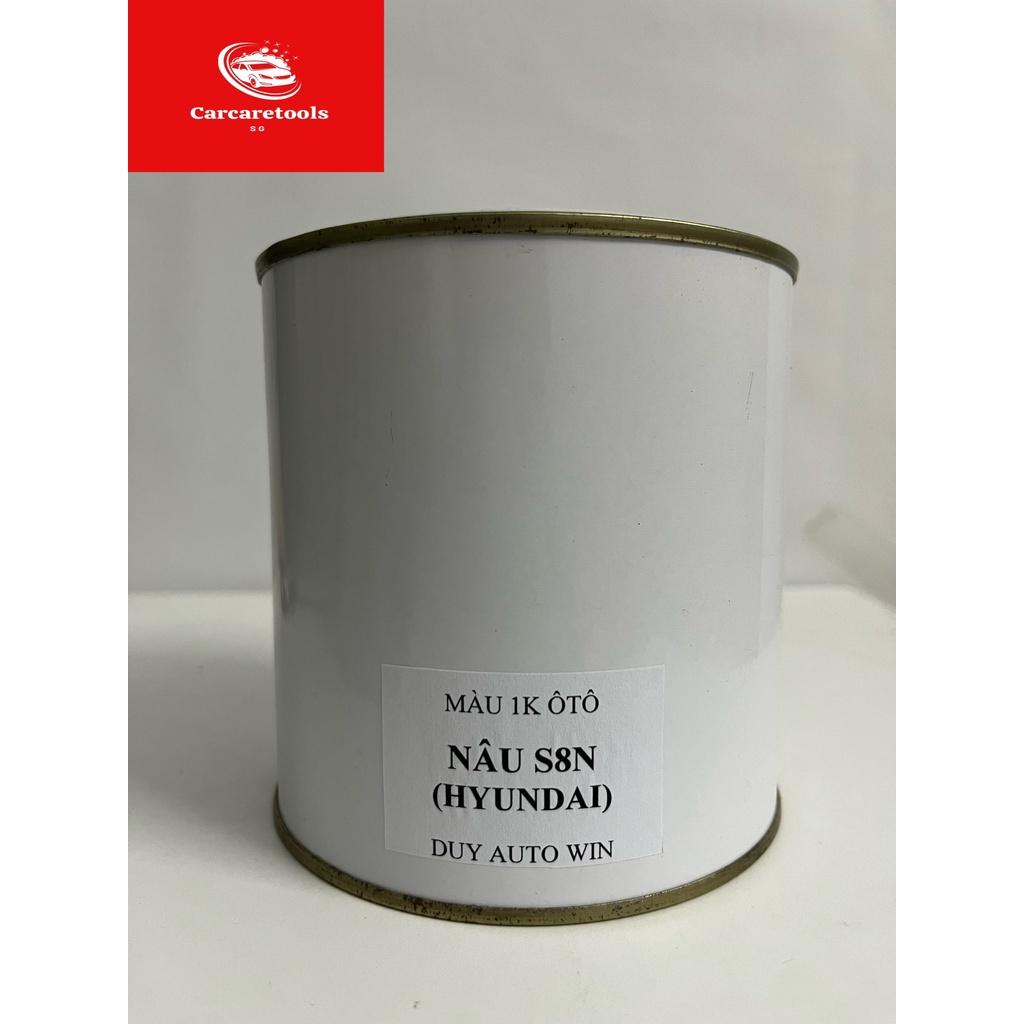 Carcaretools
SG
MÀU 1K ÔTÔ
NÂU S8N
(HYUNDAI)
DUY AUTO WIN